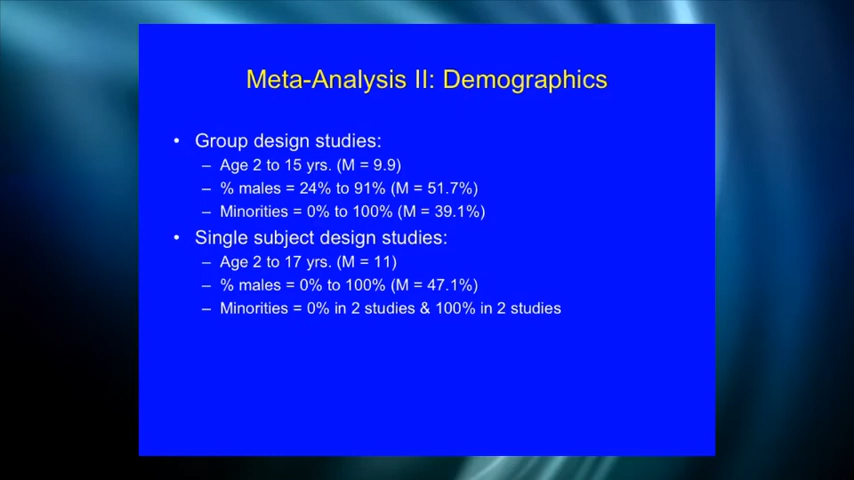 Meta-Analysis II: Demographics
• Group design studies:
– Age 2 to 15 yrs. (M = 9.9)
– % males = 24% to 91% (M = 51.7%)
– Minorities = 0% to 100% (M = 39.1%)
• Single subject design studies:
– Age 2 to 17 yrs. (M = 11)
– % males = 0% to 100% (M = 47.1%)
– Minorities = 0% in 2 studies & 100% in 2 studies